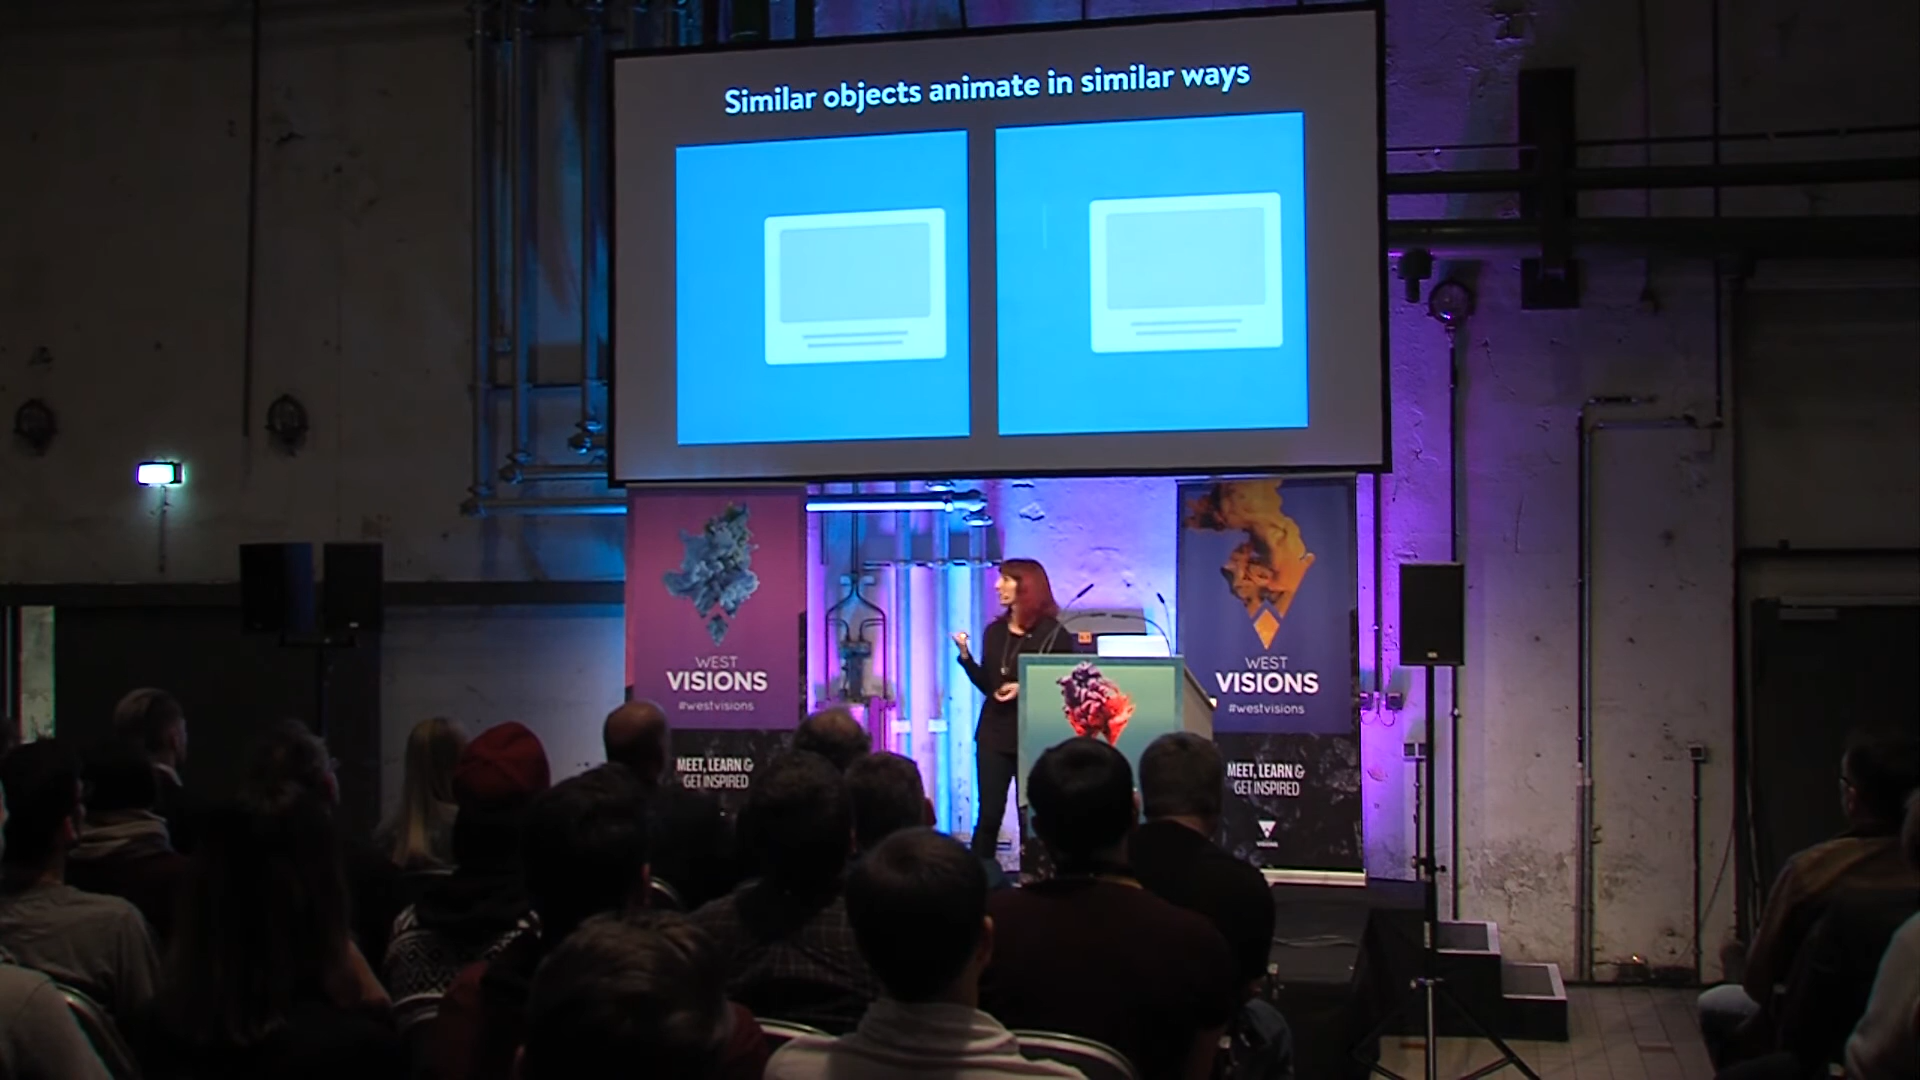 Similar objects animate in similar ways
WEST
VISIONS
#westvisions
MEET, LEARN &
GET INSPIRED
WEST
VISIONS
#westvisions
MEET, LEARN &
GET INSPIRED
VISIONS